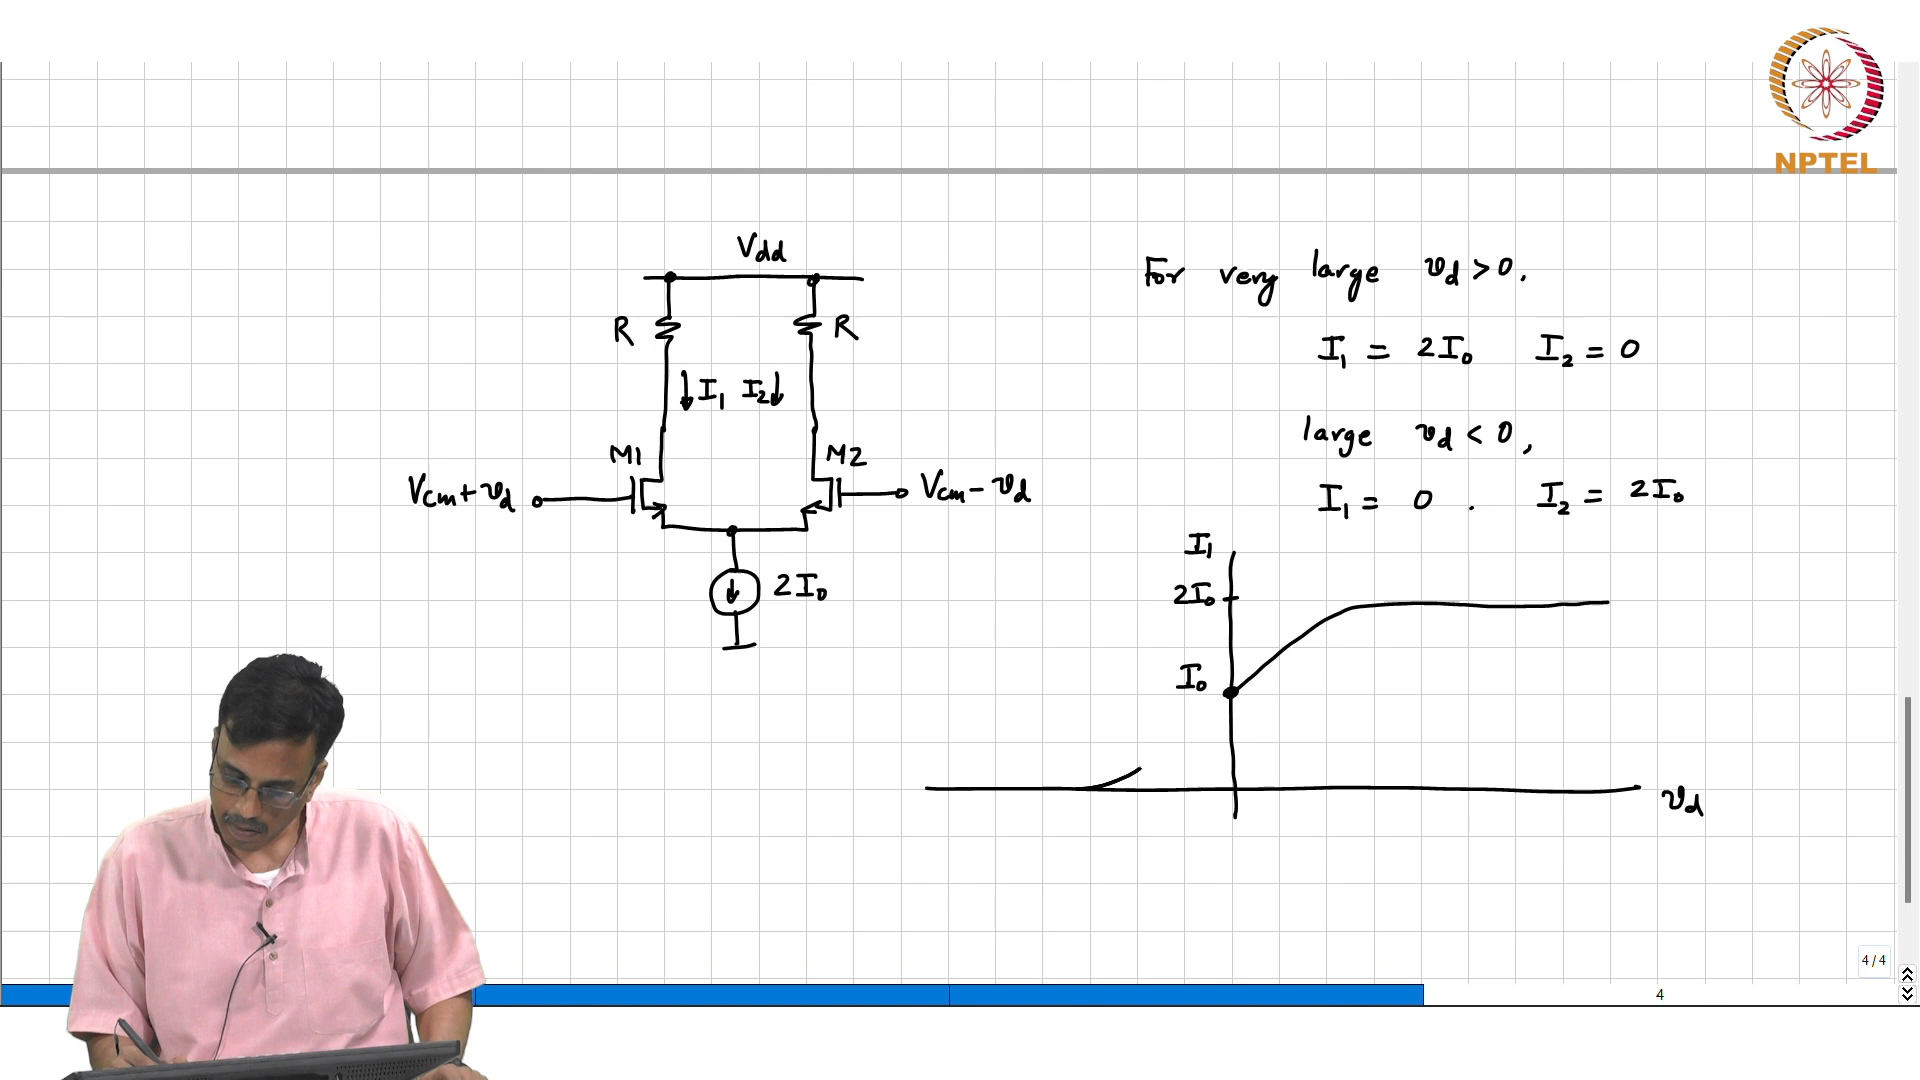 NPTEL
Vdd
R
R
I₁ I₂
M1
M2
Vcm+vd
Vcm-vd
2I₀
For very large vd>0.
I₁ = 2I₀ I₂ = 0
large vd < 0,
I₁ = 0 . I₂ = 2I₀
I₁
2I₀
I₀
vd
4 / 4
4